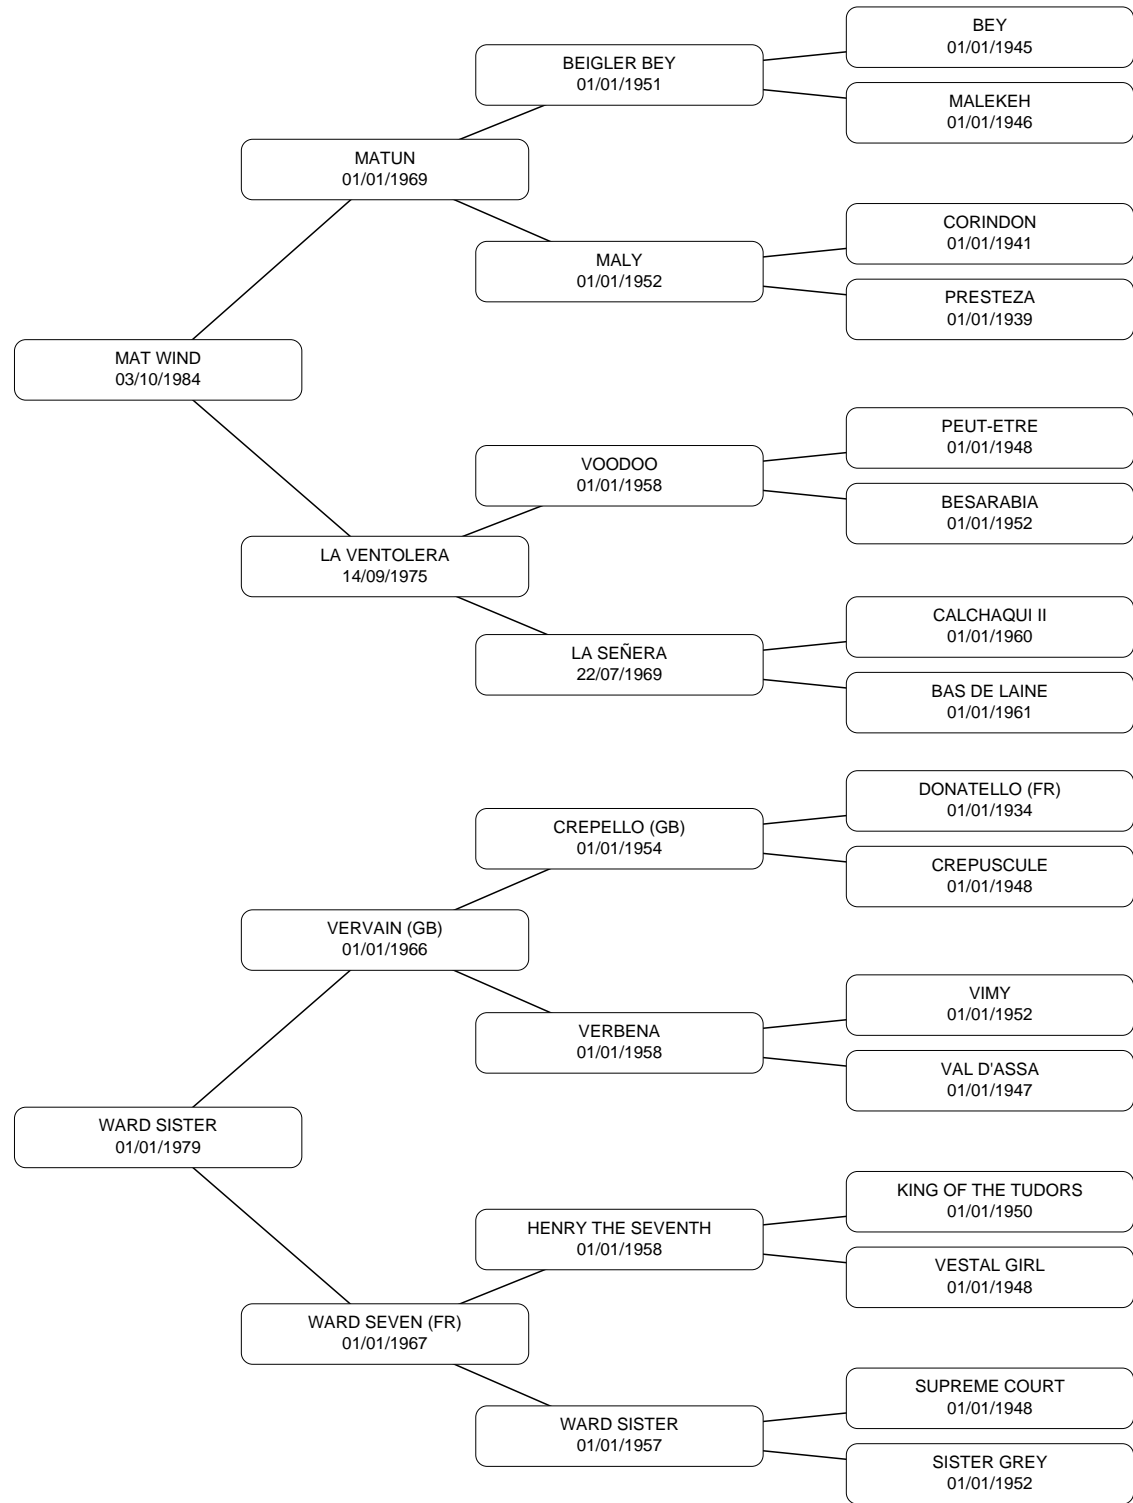 BEY
01/01/1945
BEIGLER BEY
01/01/1951
MALEKEH
01/01/1946
MATUN
01/01/1969
CORINDON
01/01/1941
MALY
01/01/1952
PRESTEZA
01/01/1939
MAT WIND
03/10/1984
PEUT-ETRE
01/01/1948
VOODOO
01/01/1958
BESARABIA
01/01/1952
LA VENTOLERA
14/09/1975
CALCHAQUI II
01/01/1960
LA SEÑERA
22/07/1969
BAS DE LAINE
01/01/1961
DONATELLO (FR)
01/01/1934
CREPELLO (GB)
01/01/1954
CREPUSCULE
01/01/1948
VERVAIN (GB)
01/01/1966
VIMY
01/01/1952
VERBENA
01/01/1958
VAL D'ASSA
01/01/1947
WARD SISTER
01/01/1979
KING OF THE TUDORS
01/01/1950
HENRY THE SEVENTH
01/01/1958
VESTAL GIRL
01/01/1948
WARD SEVEN (FR)
01/01/1967
SUPREME COURT
01/01/1948
WARD SISTER
01/01/1957
SISTER GREY
01/01/1952